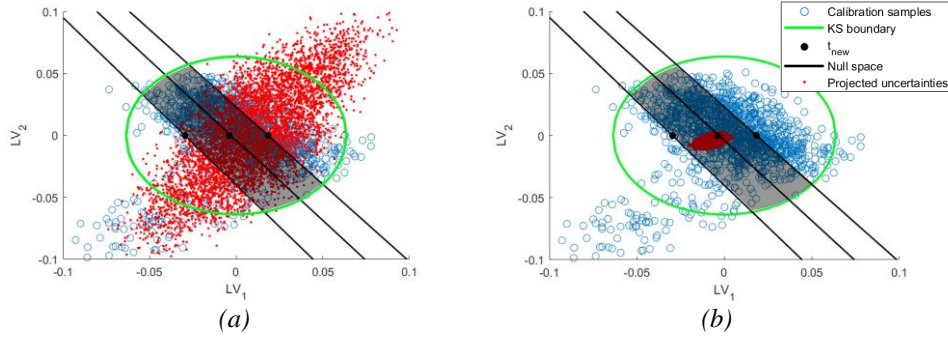 0.1
0.05
0
-0.05
-0.1
LV2
-0.1
-0.05
0
0.05
0.1
LV1
(a)
0.1
0.05
0
-0.05
-0.1
LV2
-0.1
-0.05
0
0.05
0.1
LV1
(b)
Calibration samples
KS boundary
tnew
Null space
Projected uncertainties